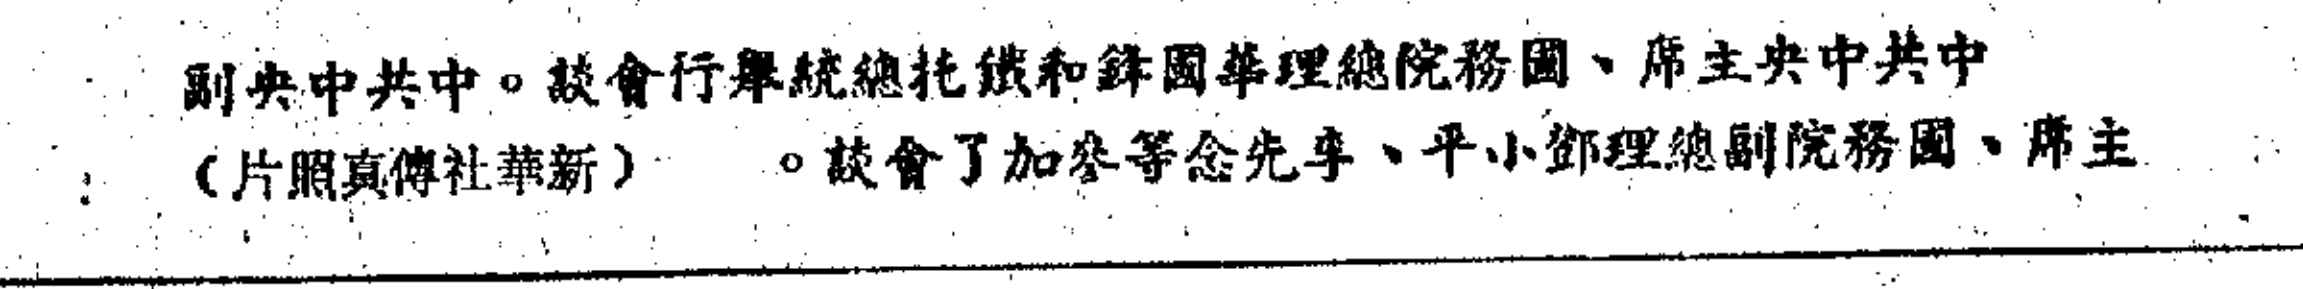 中共中央主席、國務院總理華國鋒和鐵托總統舉行會談。中共中央副
主席、國務院副總理鄧小平、李先念等參加了會談。（新華社傳真照片）